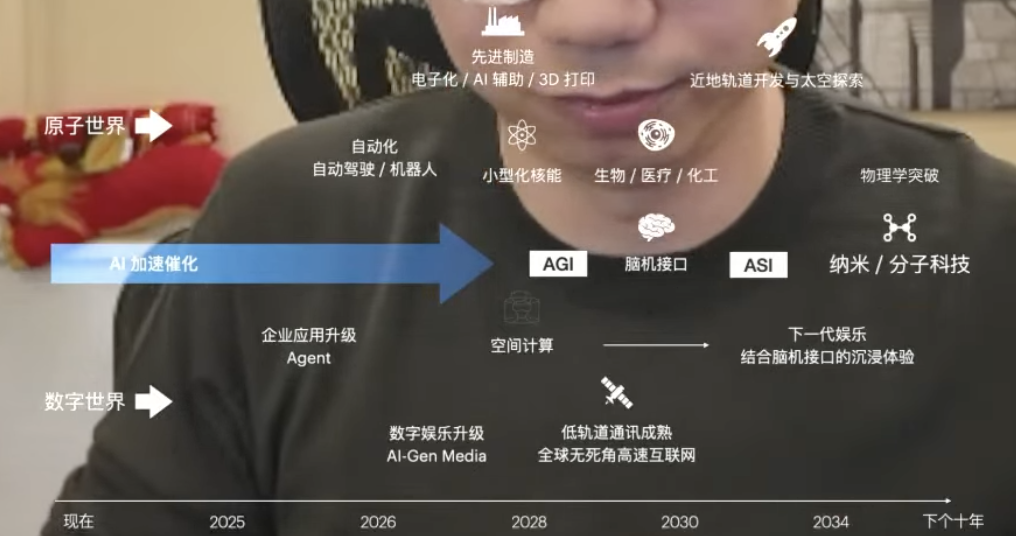 先进制造
电子化 / AI 辅助 / 3D 打印
近地轨道开发与太空探索
原子世界
自动化
自动驾驶 / 机器人
小型化核能
生物 / 医疗 / 化工
物理学突破
AI 加速催化
AGI
脑机接口
ASI
纳米 / 分子科技
企业应用升级
Agent
空间计算
下一代娱乐
结合脑机接口的沉浸体验
数字世界
数字娱乐升级
AI-Gen Media
低轨道通讯成熟
全球无死角高速互联网
现在
2025
2026
2028
2030
2034
下个十年